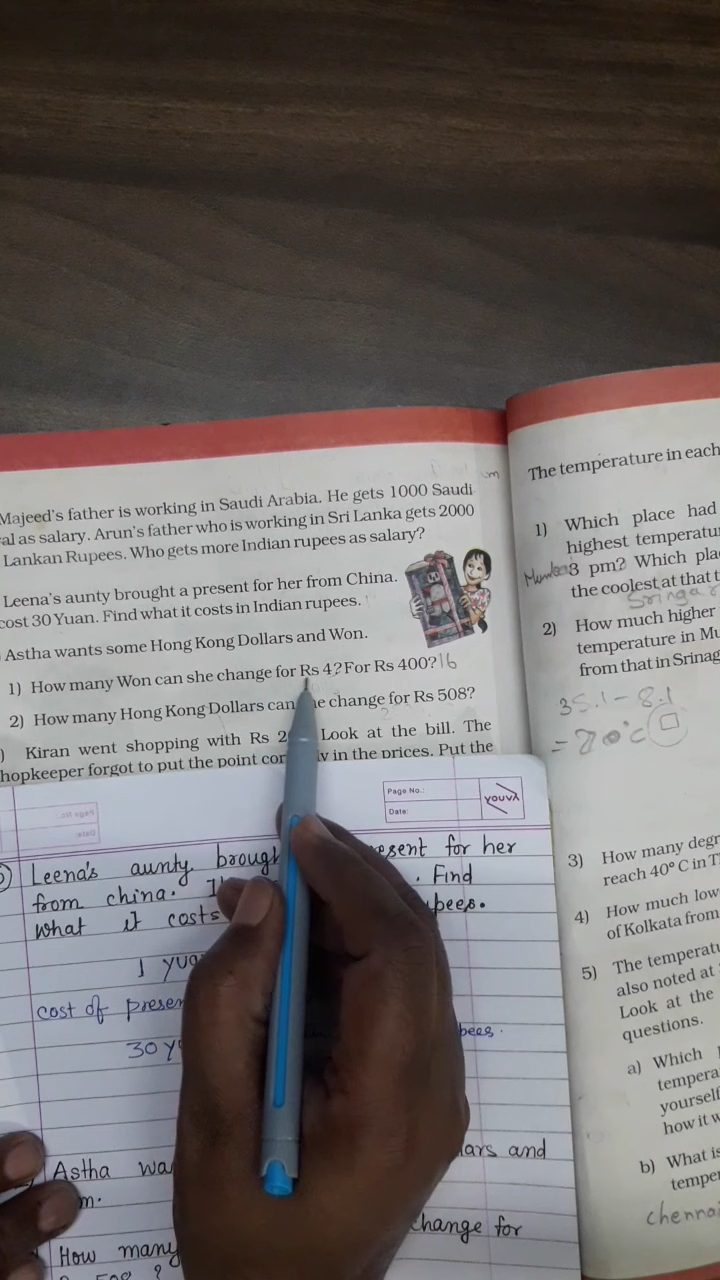 Majeed's father is working in Saudi Arabia. He gets 1000 Saudi
al as salary. Arun's father who is working in Sri Lanka gets 2000
Lankan Rupees. Who gets more Indian rupees as salary?
Leena's aunty brought a present for her from China.
cost 30 Yuan. Find what it costs in Indian rupees.
Astha wants some Hong Kong Dollars and Won.
1) How many Won can she change for Rs 4? For Rs 400? 16
2) How many Hong Kong Dollars can he change for Rs 508?
) Kiran went shopping with Rs 2 Look at the bill. The
hopkeeper forgot to put the point cor ly in the prices. Put the
Page No.:
Date:
youva
Leena's aunty brough esent for her
from china. Find
what it costs upees.
1 yua
cost of presen
30 y bees.
Astha wa ars and
m.
How many change for
508 ?
The temperature in each
1) Which place had
highest temperatu
Mumbai 3 pm? Which pla
the coolest at that t
Sringar
2) How much higher
temperature in Mu
from that in Srinag
35.1 - 8.1
3) How many degr
reach 40° C in T
4) How much low
of Kolkata from
5) The temperatu
also noted at
Look at the
questions.
a) Which
tempera
yourself
how it w
b) What is
temper
chennai